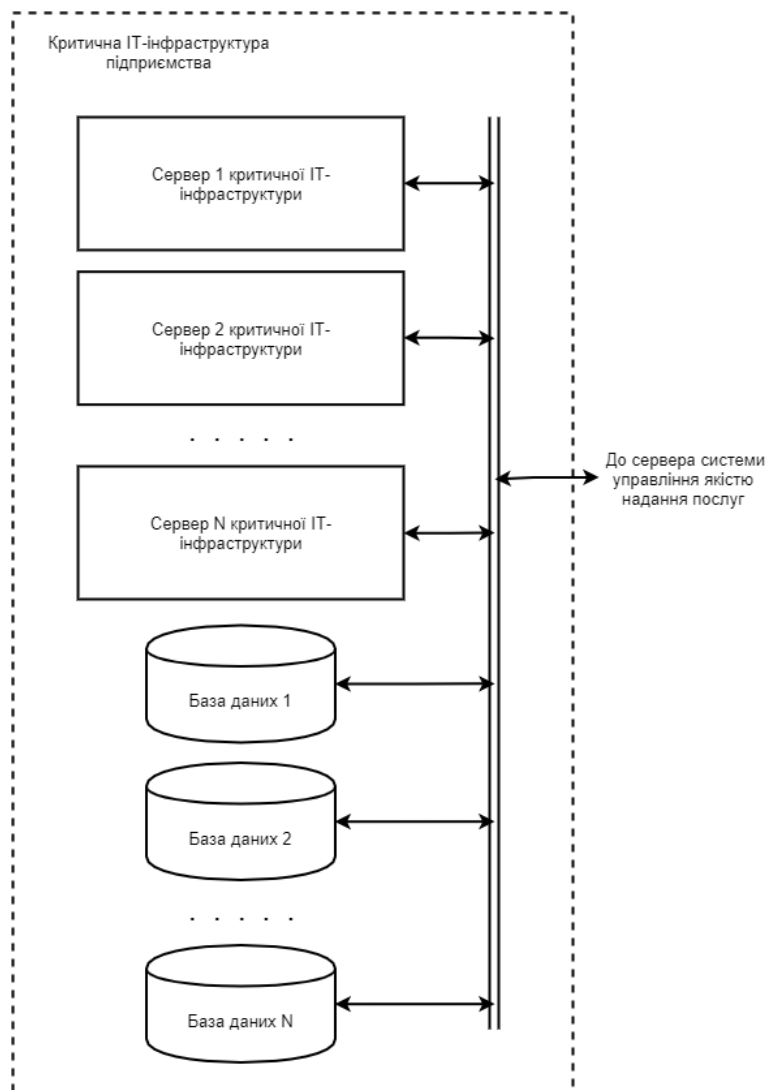 Критична ІТ-інфраструктура
підприємства
Сервер 1 критичної ІТ-
інфраструктури
Сервер 2 критичної ІТ-
інфраструктури
. . . . .
Сервер N критичної ІТ-
інфраструктури
До сервера системи
управління якістю
надання послуг
База даних 1
База даних 2
. . . . .
База даних N